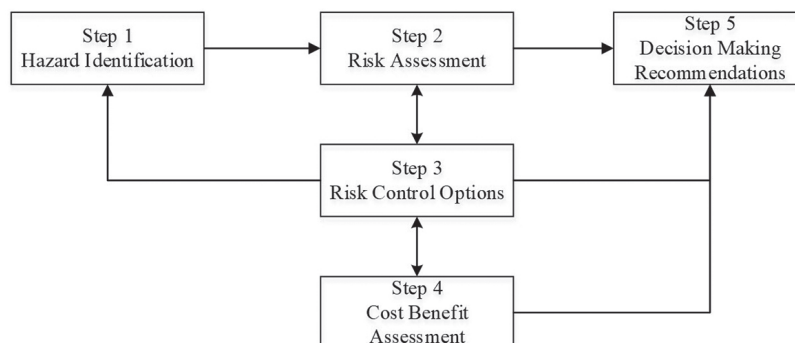 Step 1
Hazard Identification
Step 2
Risk Assessment
Step 5
Decision Making
Recommendations
Step 3
Risk Control Options
Step 4
Cost Benefit
Assessment